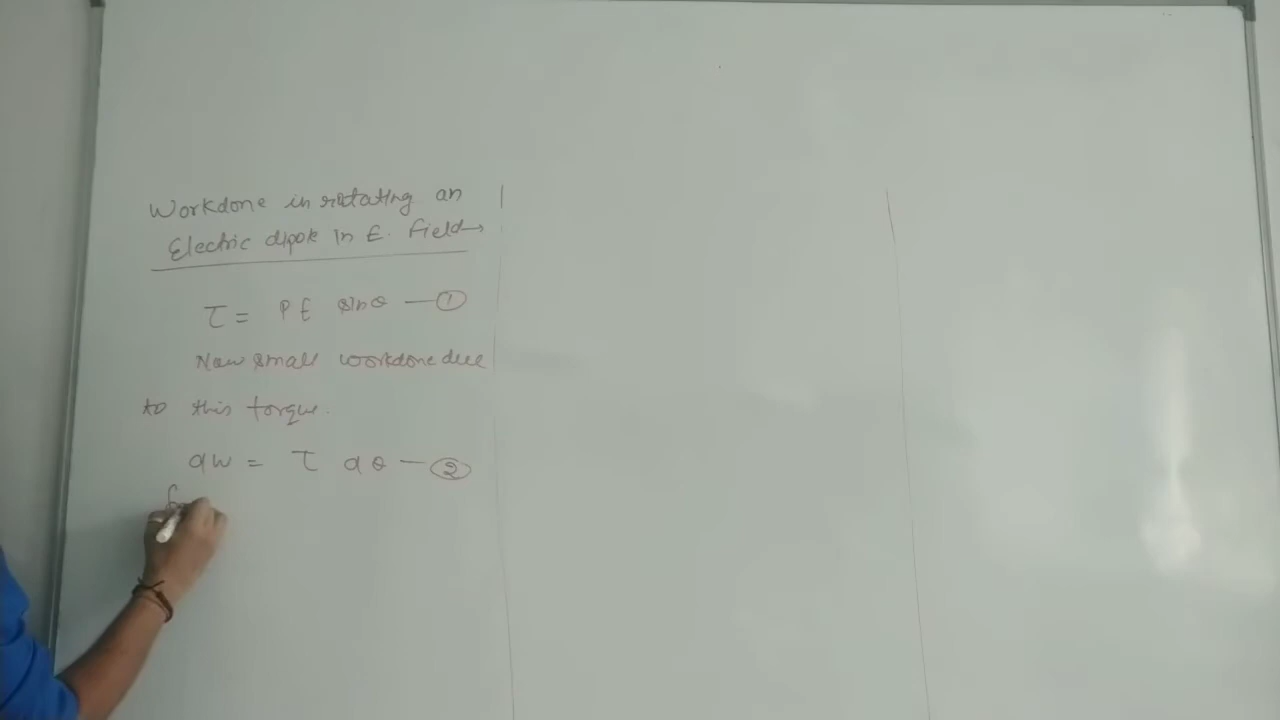 Workdone in rotating an
Electric dipole in E. field→
τ = PE sinθ — ①
Now small workdone due
to this torque.
dw = τ dθ — ②